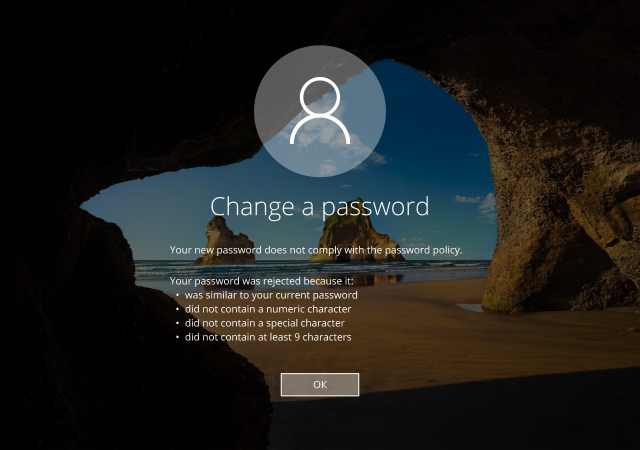 Change a password
Your new password does not comply with the password policy.
Your password was rejected because it:
• was similar to your current password
• did not contain a numeric character
• did not contain a special character
• did not contain at least 9 characters
OK